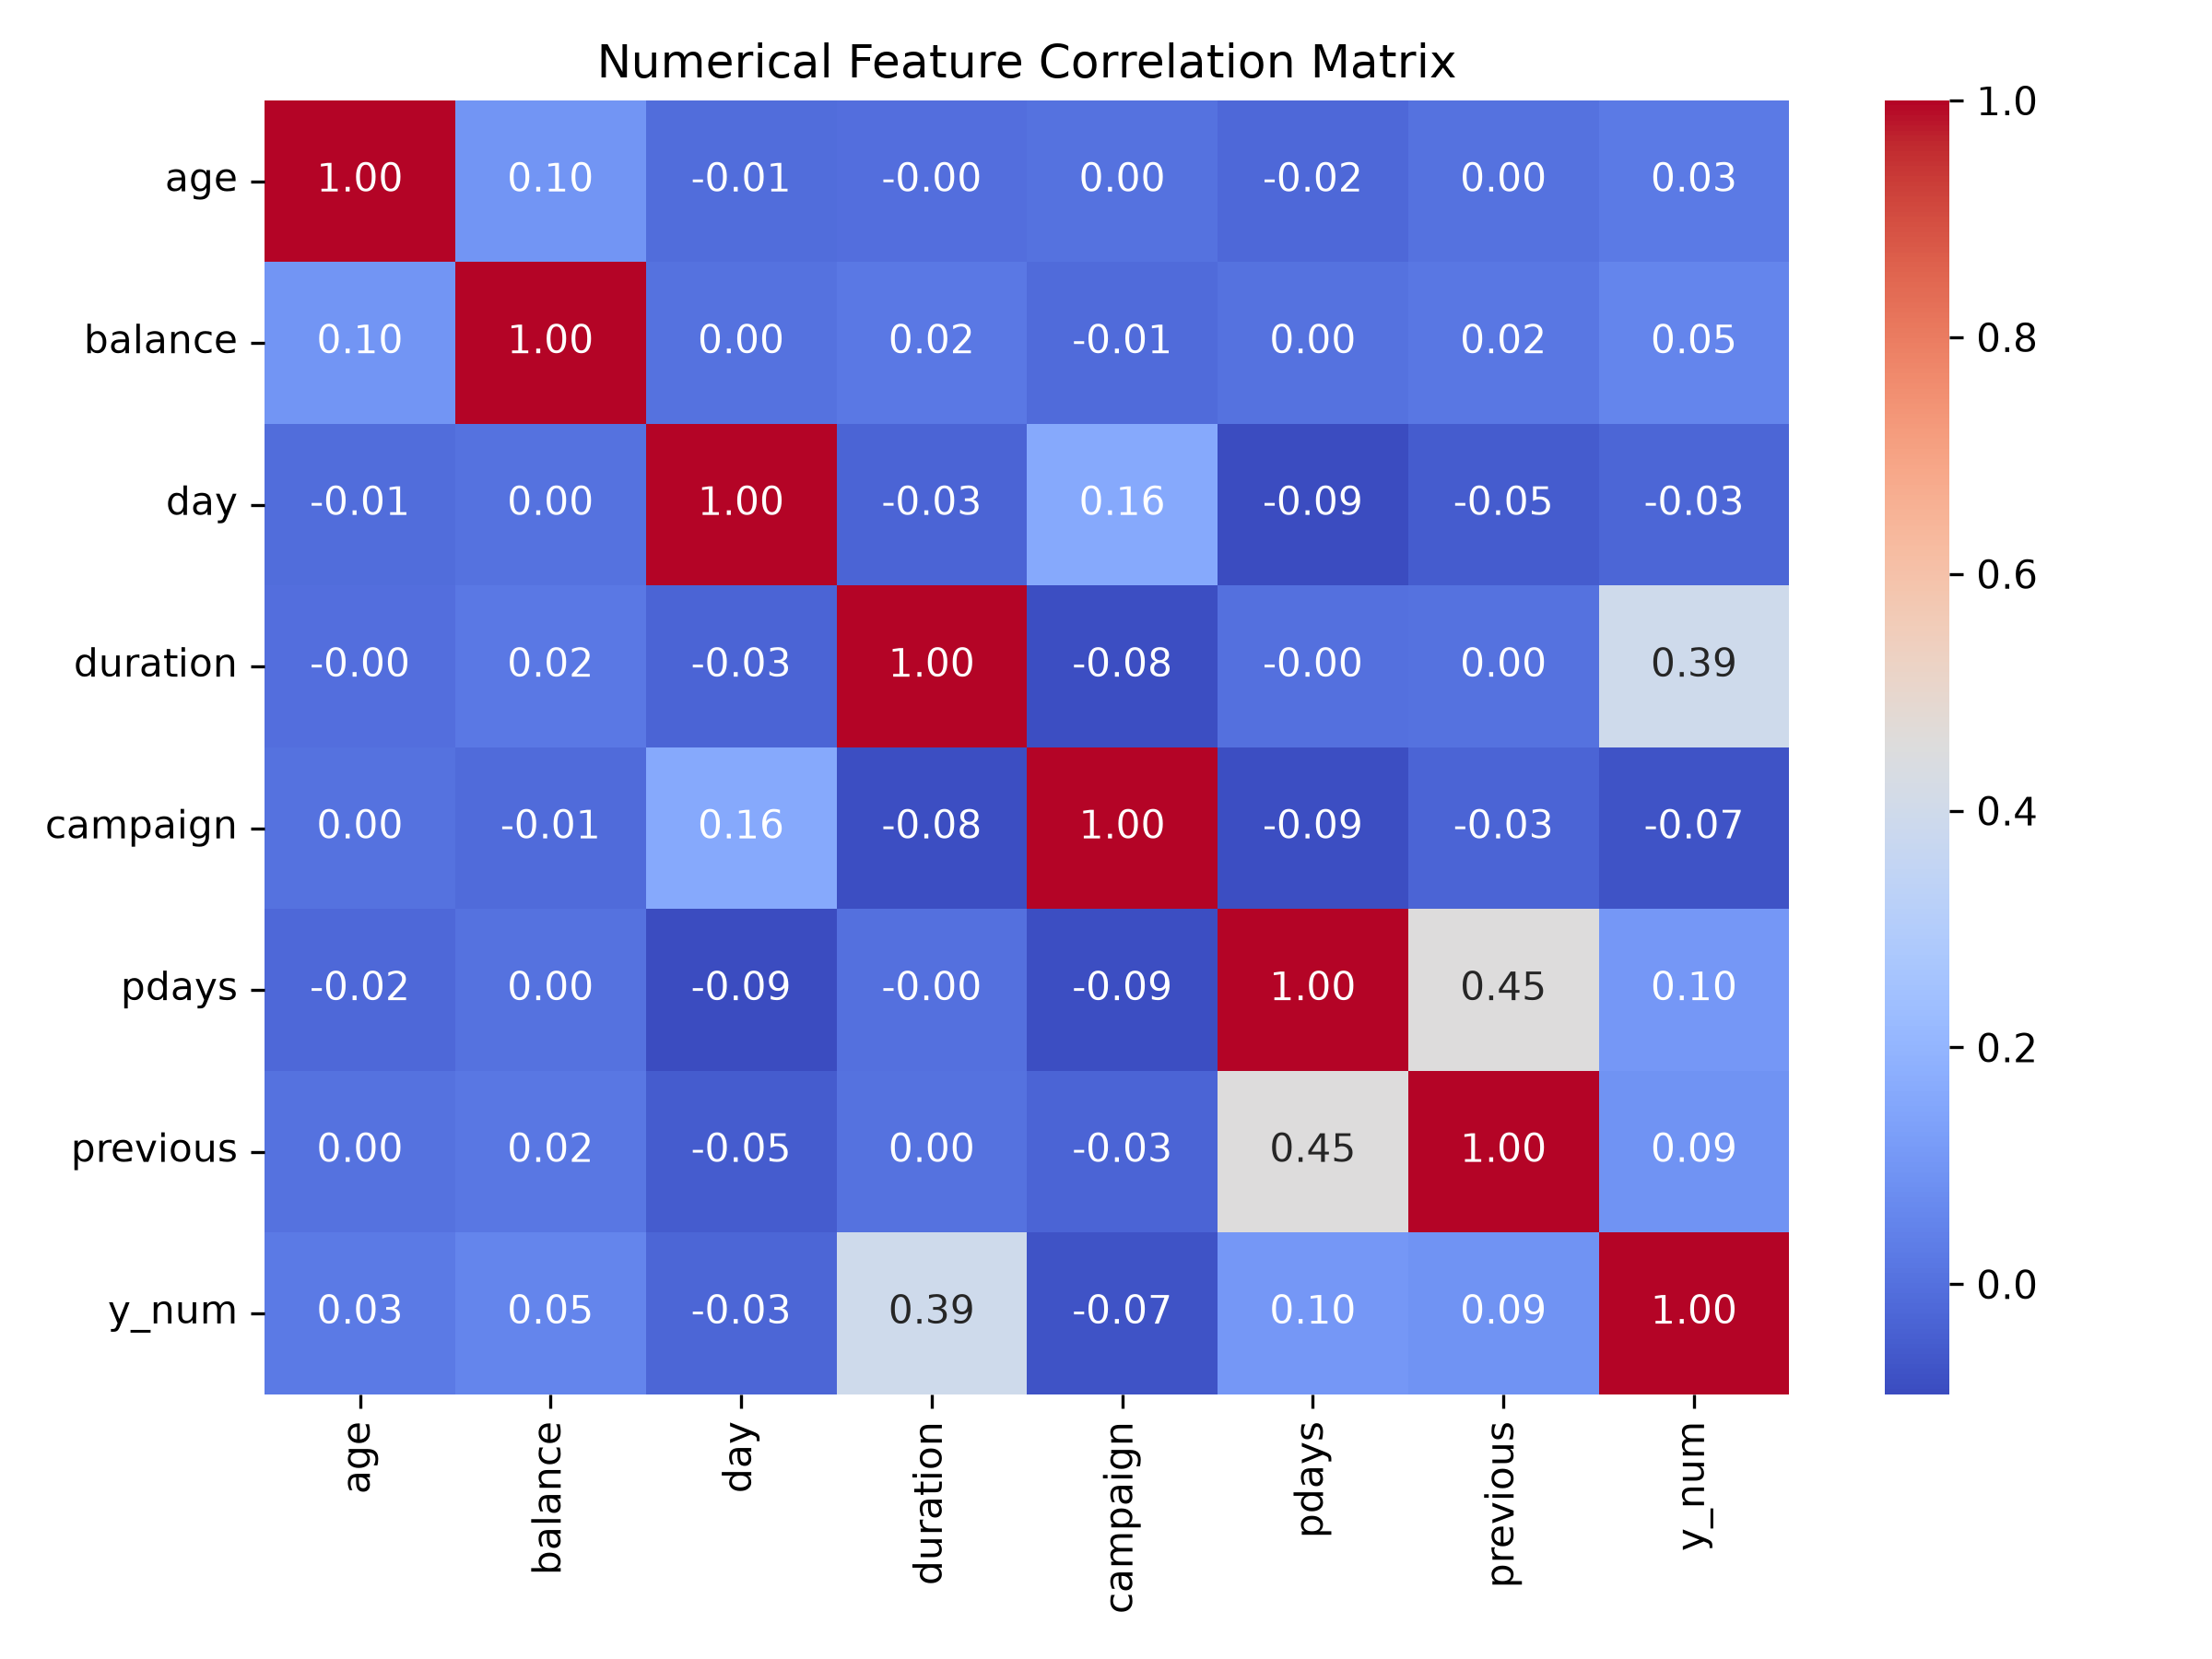 Numerical Feature Correlation Matrix
age 1.00 0.10 -0.01 -0.00 0.00 -0.02 0.00 0.03
balance 0.10 1.00 0.00 0.02 -0.01 0.00 0.02 0.05
day -0.01 0.00 1.00 -0.03 0.16 -0.09 -0.05 -0.03
duration -0.00 0.02 -0.03 1.00 -0.08 -0.00 0.00 0.39
campaign 0.00 -0.01 0.16 -0.08 1.00 -0.09 -0.03 -0.07
pdays -0.02 0.00 -0.09 -0.00 -0.09 1.00 0.45 0.10
previous 0.00 0.02 -0.05 0.00 -0.03 0.45 1.00 0.09
y_num 0.03 0.05 -0.03 0.39 -0.07 0.10 0.09 1.00
age balance day duration campaign pdays previous y_num
1.0
0.8
0.6
0.4
0.2
0.0